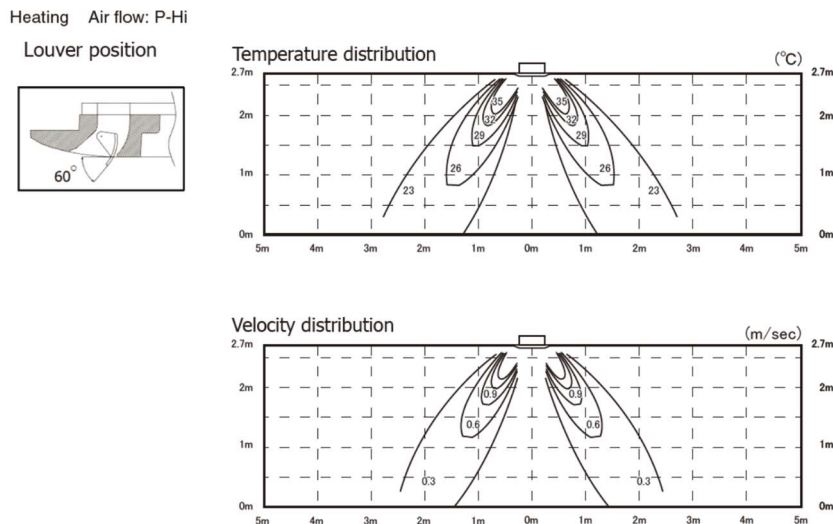 Heating Air flow: P-Hi
Louver position
60°
Temperature distribution
(°C)
2.7m 2.7m
2m 2m
1m 1m
0m 0m
35 35
32 32
29 29
26 26
23 23
5m 4m 3m 2m 1m 0m 1m 2m 3m 4m 5m
Velocity distribution
(m/sec)
2.7m 2.7m
2m 2m
1m 1m
0m 0m
0.9 0.9
0.6 0.6
0.3 0.3
5m 4m 3m 2m 1m 0m 1m 2m 3m 4m 5m